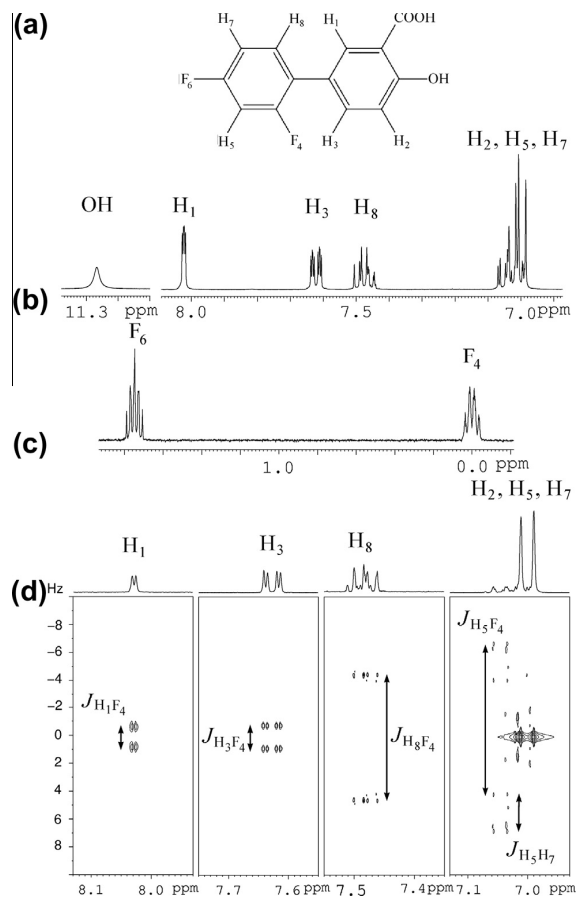 (a)
H7 H8 H1 COOH
F6 OH
H5 F4 H3 H2
H2, H5, H7
OH H1 H3 H8
(b)
11.3 ppm 8.0 7.5 7.0 ppm
F6 F4
(c)
1.0 0.0 ppm
H2, H5, H7
H1 H3 H8
(d) Hz
-8
-6
-4
-2
0
2
4
6
8
JH1F4 JH3F4 JH8F4 JH5F4
JH5H7
8.1 8.0 ppm 7.7 7.6 ppm 7.5 7.4 ppm 7.1 7.0 ppm